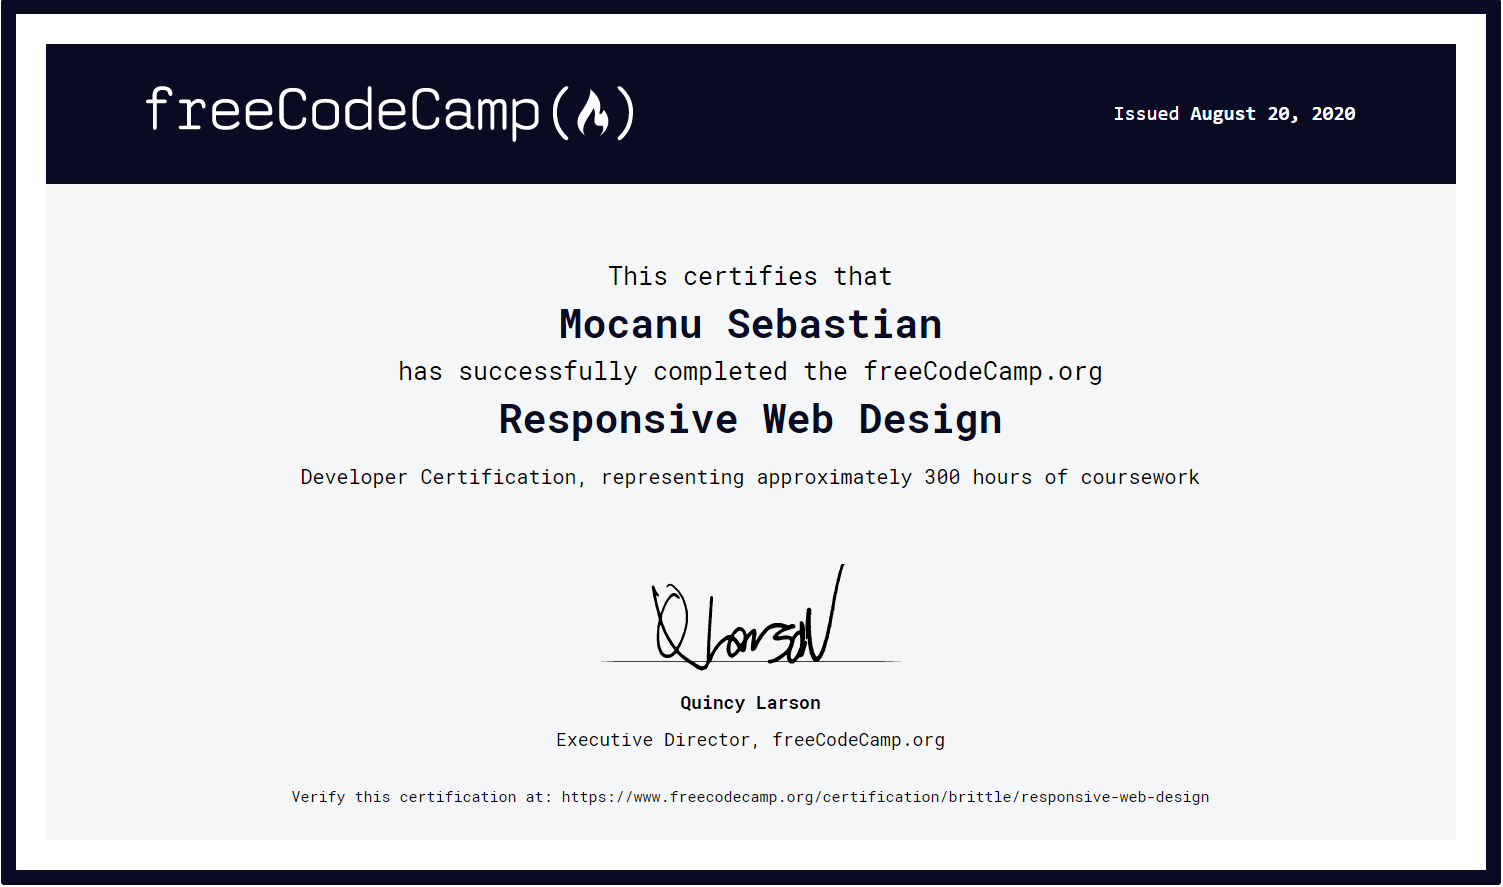 freeCodeCamp(🔥)
Issued August 20, 2020
This certifies that
Mocanu Sebastian
has successfully completed the freeCodeCamp.org
Responsive Web Design
Developer Certification, representing approximately 300 hours of coursework
Q Larson
Quincy Larson
Executive Director, freeCodeCamp.org
Verify this certification at: https://www.freecodecamp.org/certification/brittle/responsive-web-design